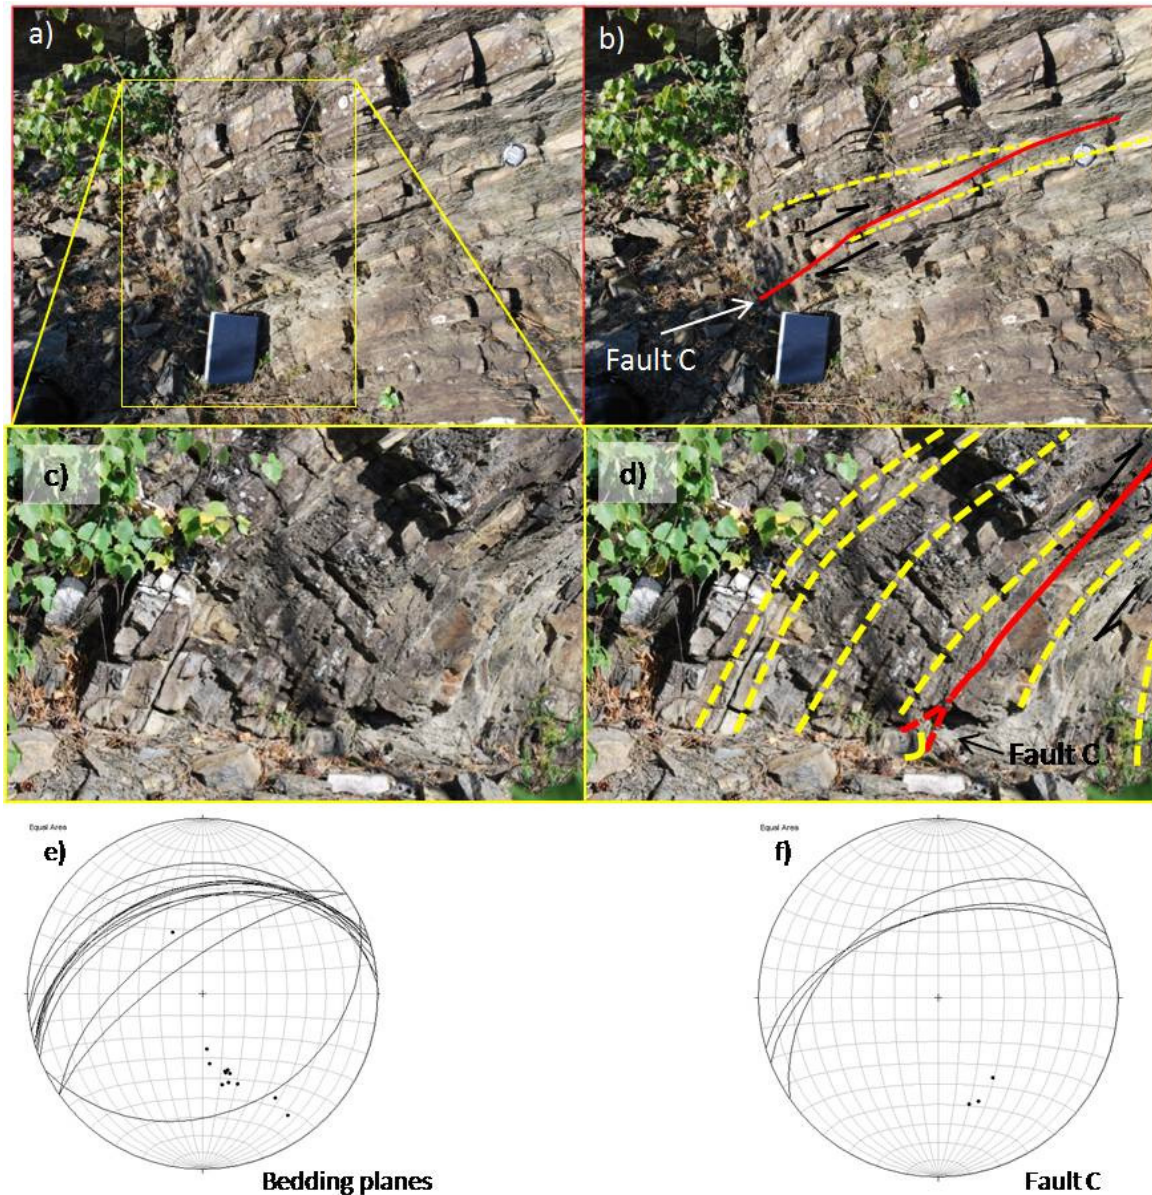 a)
b)
Fault C
c)
d)
Fault C
Equal Area
e)
Equal Area
f)
Bedding planes
Fault C